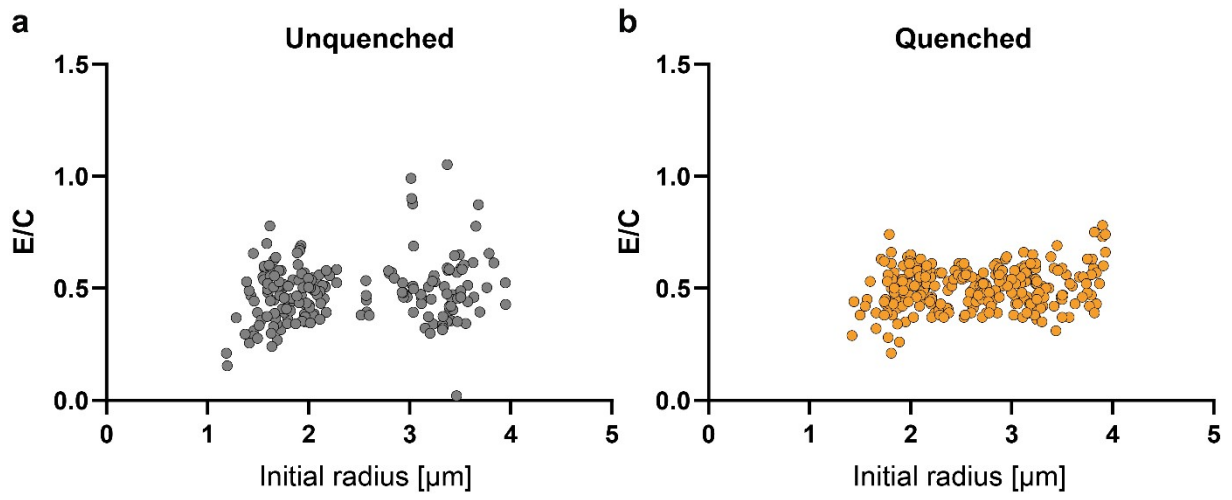 a
Unquenched
1.5
1.0
0.5
0.0
E/C
0 1 2 3 4 5
Initial radius [µm]
b
Quenched
1.5
1.0
0.5
0.0
E/C
0 1 2 3 4 5
Initial radius [µm]